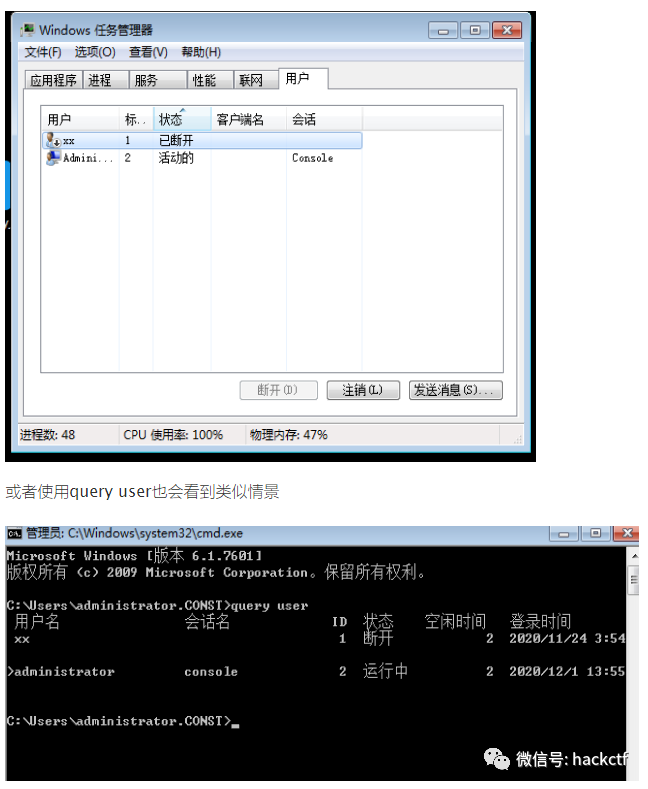 Windows 任务管理器
文件(F) 选项(O) 查看(V) 帮助(H)
应用程序 进程 服务 性能 联网 用户
用户 标.. 状态 客户端名 会话
xx 1 已断开
Admini... 2 活动的 Console
断开(D) 注销(L) 发送消息(S)...
进程数: 48 CPU 使用率: 100% 物理内存: 47%
或者使用query user也会看到类似情景
管理员: C:\Windows\system32\cmd.exe
Microsoft Windows [版本 6.1.7601]
版权所有 (c) 2009 Microsoft Corporation。保留所有权利。
C:\Users\administrator.CONST>query user
用户名 会话名 ID 状态 空闲时间 登录时间
xx 1 断开 2 2020/11/24 3:54
>administrator console 2 运行中 2 2020/12/1 13:55
C:\Users\administrator.CONST>_
微信号: hackctf